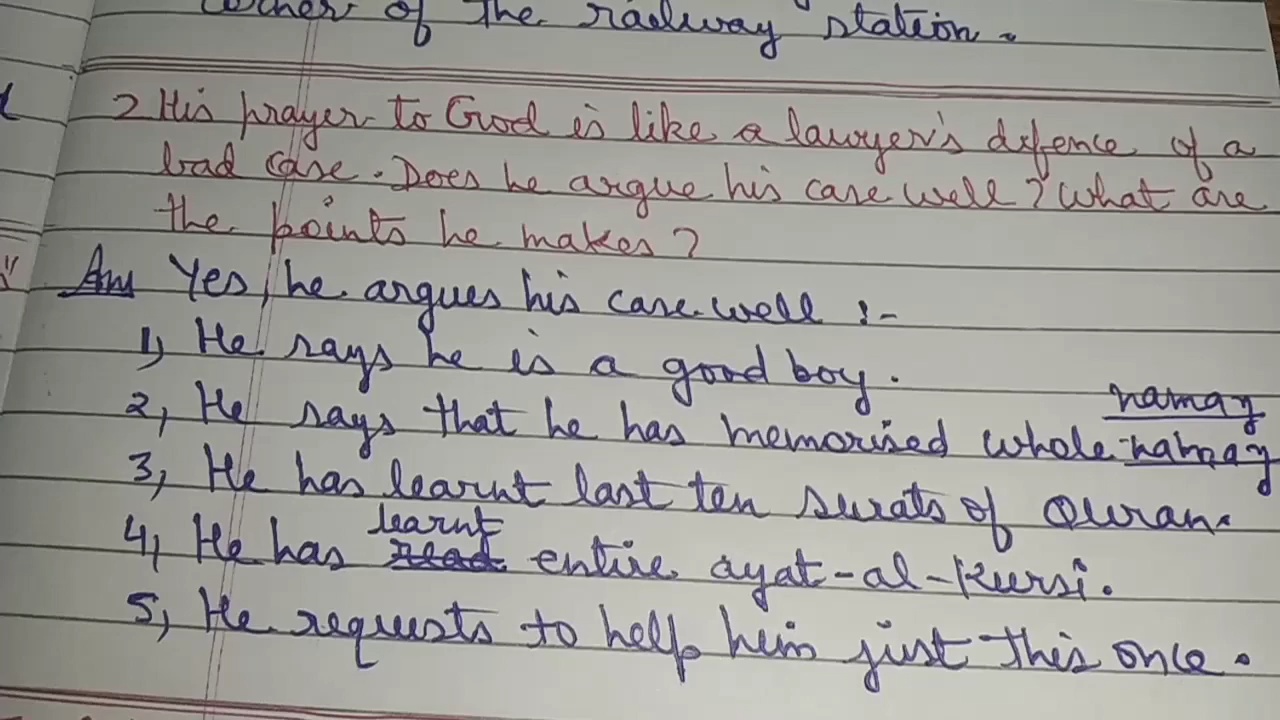 corner of the railway station.
2 His prayer to God is like a lawyer's defence of a
bad case. Does he argue his case well? What are
the points he makes?
Ans Yes, he argues his case well :-
1, He says he is a good boy.
namaz
2, He says that he has memorised whole namaz
3, He has learnt last ten surats of Quran.
learnt
4, He has read entire ayat-al-Kursi.
5, He requests to help him just this once.